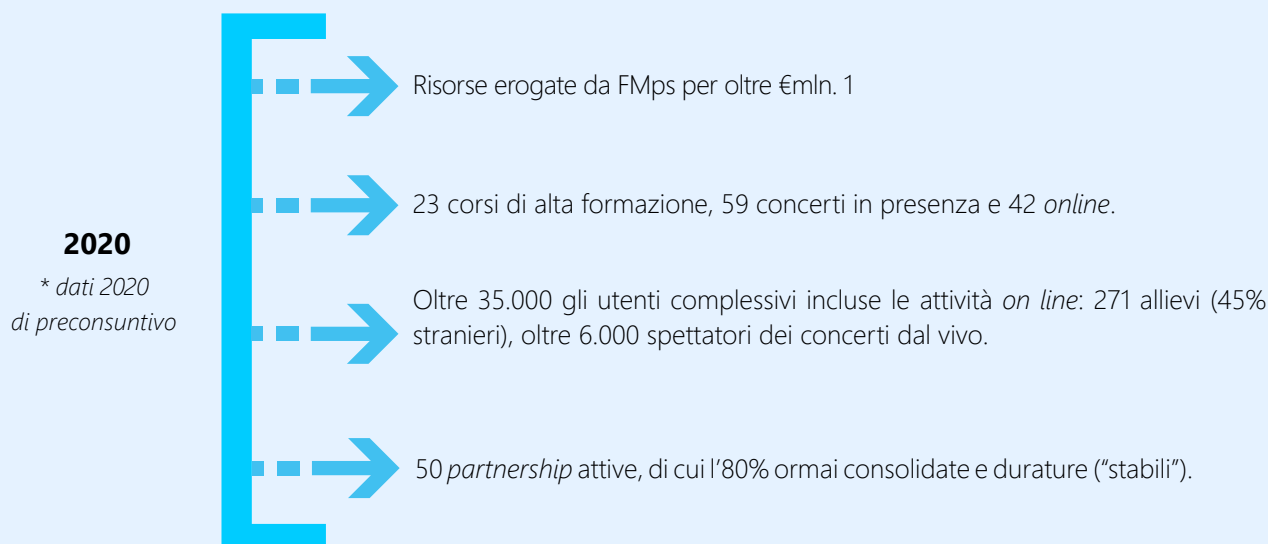 2020
* dati 2020
di preconsuntivo
Risorse erogate da FMps per oltre €mln. 1
23 corsi di alta formazione, 59 concerti in presenza e 42 online.
Oltre 35.000 gli utenti complessivi incluse le attività on line: 271 allievi (45%
stranieri), oltre 6.000 spettatori dei concerti dal vivo.
50 partnership attive, di cui l’80% ormai consolidate e durature (“stabili”).